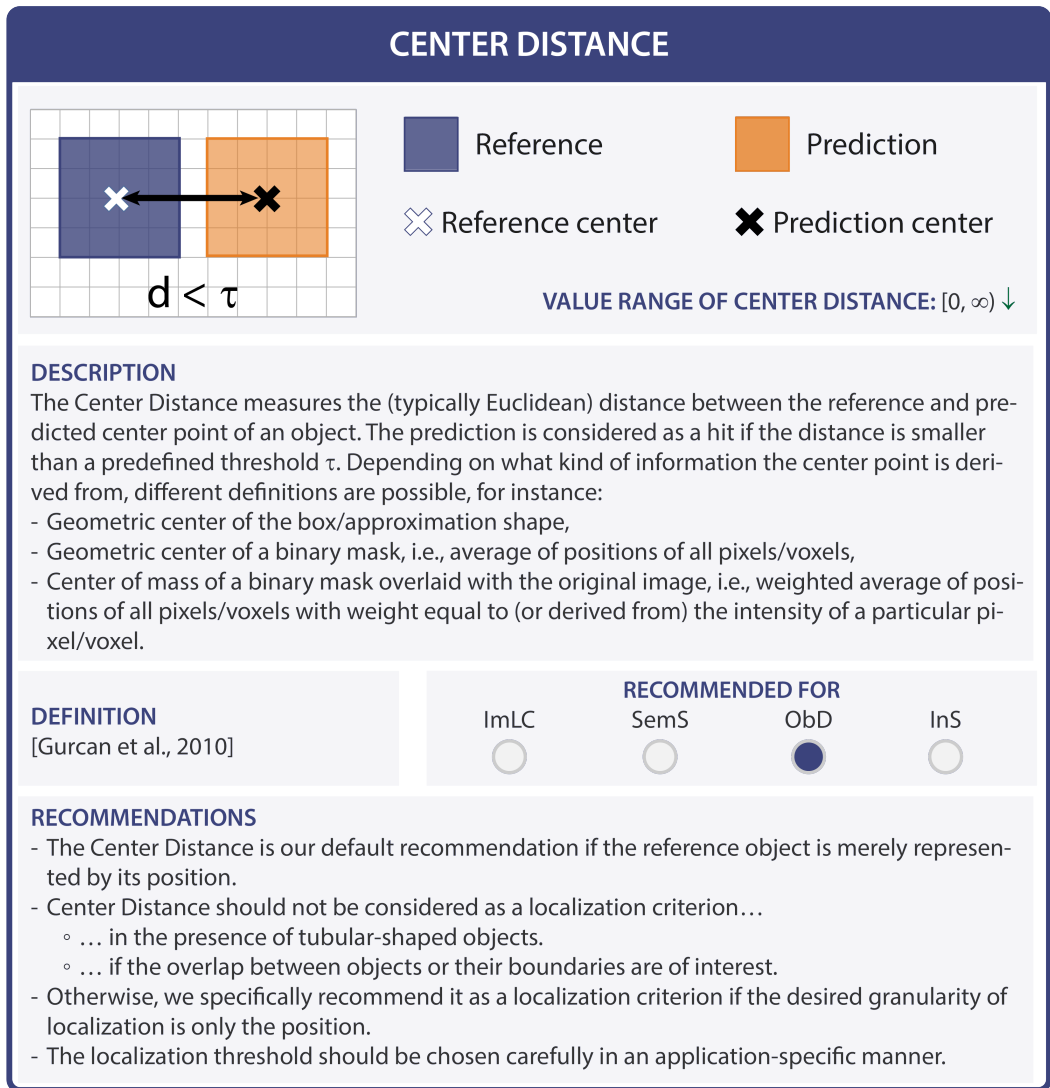 CENTER DISTANCE
d < τ
Reference
Prediction
Reference center
Prediction center
VALUE RANGE OF CENTER DISTANCE: [0, ∞) ↓
DESCRIPTION
The Center Distance measures the (typically Euclidean) distance between the reference and pre-
dicted center point of an object. The prediction is considered as a hit if the distance is smaller
than a predefined threshold τ. Depending on what kind of information the center point is deri-
ved from, different definitions are possible, for instance:
- Geometric center of the box/approximation shape,
- Geometric center of a binary mask, i.e., average of positions of all pixels/voxels,
- Center of mass of a binary mask overlaid with the original image, i.e., weighted average of posi-
tions of all pixels/voxels with weight equal to (or derived from) the intensity of a particular pi-
xel/voxel.
DEFINITION
[Gurcan et al., 2010]
RECOMMENDED FOR
ImLC SemS ObD InS
RECOMMENDATIONS
- The Center Distance is our default recommendation if the reference object is merely represen-
ted by its position.
- Center Distance should not be considered as a localization criterion…
◦ … in the presence of tubular-shaped objects.
◦ … if the overlap between objects or their boundaries are of interest.
- Otherwise, we specifically recommend it as a localization criterion if the desired granularity of
localization is only the position.
- The localization threshold should be chosen carefully in an application-specific manner.